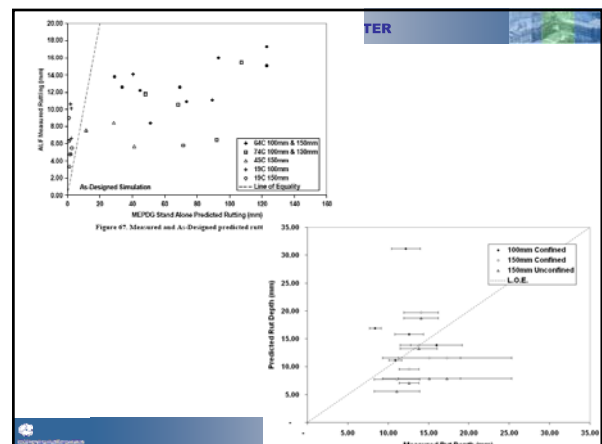 TER
20.00
18.00
16.00
14.00
12.00
10.00
8.00
6.00
4.00
2.00
0.00
ALF Measured Rutting (mm)
64C 100mm & 150mm
74C 100mm & 150mm
45C 150mm
19C 100mm
19C 150mm
Line of Equality
As-Designed Simulation
0 20 40 60 80 100 120 140 160
MEPDG Stand Alone Predicted Rutting (mm)
Figure 67. Measured and As-Designed predicted rutt
35.00
30.00
25.00
20.00
15.00
10.00
5.00
-
Predicted Rut Depth (mm)
100mm Confined
150mm Confined
150mm Unconfined
L.O.E.
- 5.00 10.00 15.00 20.00 25.00 30.00 35.00
Measured Rut Depth (mm)